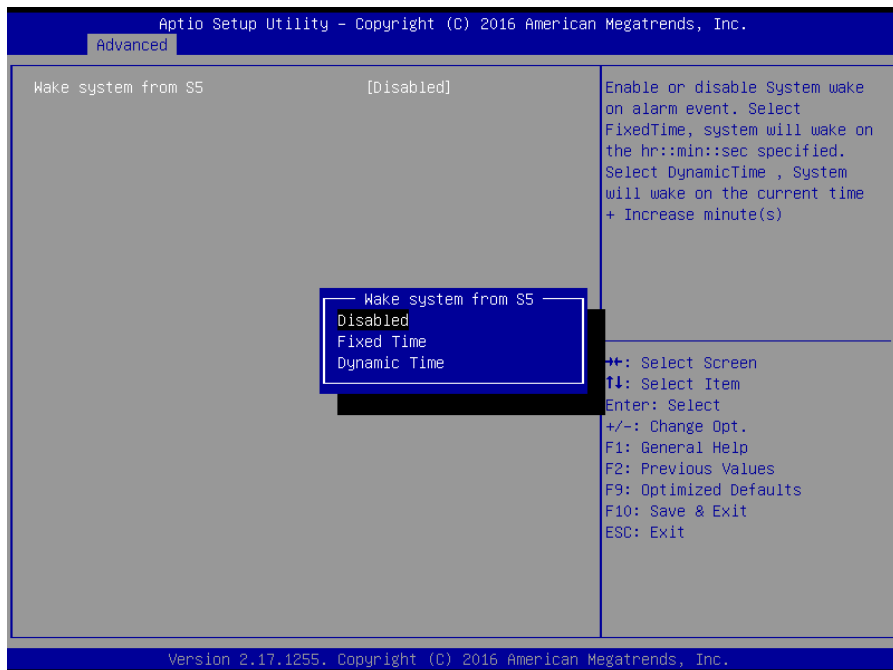 Aptio Setup Utility – Copyright (C) 2016 American Megatrends, Inc.
Advanced
Wake system from S5 [Disabled]
Enable or disable System wake
on alarm event. Select
FixedTime, system will wake on
the hr::min::sec specified.
Select DynamicTime , System
will wake on the current time
+ Increase minute(s)
Wake system from S5
Disabled
Fixed Time
Dynamic Time
→←: Select Screen
↑↓: Select Item
Enter: Select
+/-: Change Opt.
F1: General Help
F2: Previous Values
F9: Optimized Defaults
F10: Save & Exit
ESC: Exit
Version 2.17.1255. Copyright (C) 2016 American Megatrends, Inc.